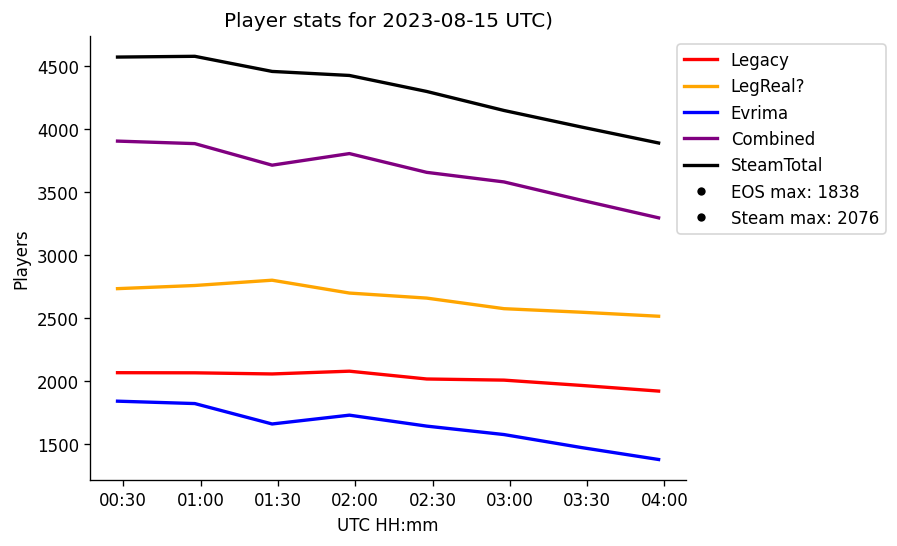 Player stats for 2023-08-15 UTC)
Legacy
LegReal?
Evrima
Combined
SteamTotal
EOS max: 1838
Steam max: 2076
Players
4500
4000
3500
3000
2500
2000
1500
00:30 01:00 01:30 02:00 02:30 03:00 03:30 04:00
UTC HH:mm